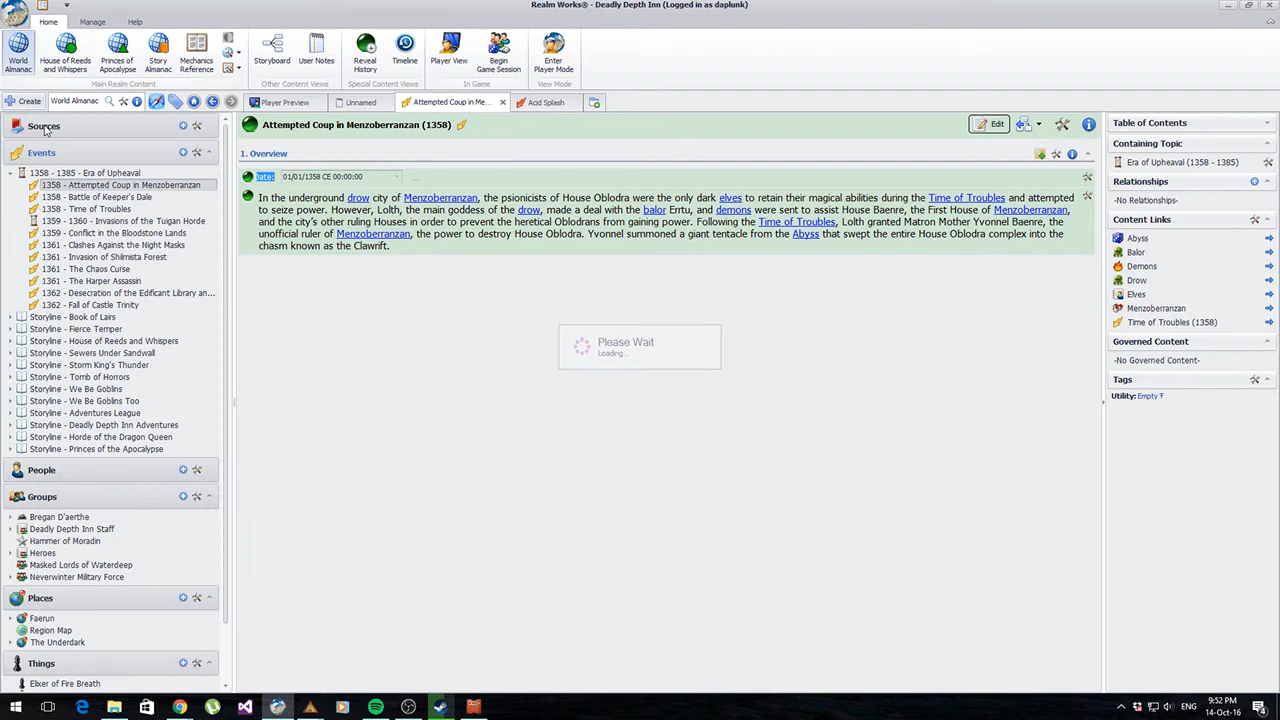 Realm Works® - Deadly Depth Inn (Logged in as daplunk)
Home
Manage
Help
World Almanac
House of Reeds and Whispers
Princes of Apocalypse
Story Almanac
Mechanics Reference
Storyboard
User Notes
Reveal History
Timeline
Player View
Begin Game Session
Enter Player Mode
Main Realm Content
Other Content Views
Special Content Views
In Game
View Mode
Create
World Almanac
Player Preview
Unnamed
Attempted Coup in Me...
Acid Splash
Sources
Events
1358 - 1385 - Era of Upheaval
1358 - Attempted Coup in Menzoberranzan
1358 - Battle of Keeper's Dale
1358 - Time of Troubles
1359 - 1360 - Invasions of the Tuigan Horde
1359 - Conflict in the Bloodstone Lands
1361 - Clashes Against the Night Masks
1361 - Invasion of Shilmista Forest
1361 - The Chaos Curse
1361 - The Harper Assassin
1362 - Desecration of the Edificant Library an...
1362 - Fall of Castle Trinity
Storyline - Book of Lairs
Storyline - Fierce Temper
Storyline - House of Reeds and Whispers
Storyline - Sewers Under Sandwall
Storyline - Storm King's Thunder
Storyline - Tomb of Horrors
Storyline - We Be Goblins
Storyline - We Be Goblins Too
Storyline - Adventures League
Storyline - Deadly Depth Inn Adventures
Storyline - Horde of the Dragon Queen
Storyline - Princes of the Apocalypse
People
Groups
Bregan D'aerthe
Deadly Depth Inn Staff
Hammer of Moradin
Heroes
Masked Lords of Waterdeep
Neverwinter Military Force
Places
Faerun
Region Map
The Underdark
Things
Elixer of Fire Breath
Attempted Coup in Menzoberranzan (1358)
Edit
1. Overview
Date: 01/01/1358 CE 00:00:00 ...
In the underground drow city of Menzoberranzan, the psionicists of House Oblodra were the only dark elves to retain their magical abilities during the Time of Troubles and attempted
to seize power. However, Lolth, the main goddess of the drow, made a deal with the balor Errtu, and demons were sent to assist House Baenre, the First House of Menzoberranzan,
and the city's other ruling Houses in order to prevent the heretical Oblodrans from gaining power. Following the Time of Troubles, Lolth granted Matron Mother Yvonnel Baenre, the
unofficial ruler of Menzoberranzan, the power to destroy House Oblodra. Yvonnel summoned a giant tentacle from the Abyss that swept the entire House Oblodra complex into the
chasm known as the Clawrift.
Please Wait
Loading...
Table of Contents
Containing Topic
Era of Upheaval (1358 - 1385)
Relationships
-No Relationships-
Content Links
Abyss
Balor
Demons
Drow
Elves
Menzoberranzan
Time of Troubles (1358)
Governed Content
-No Governed Content-
Tags
Utility: Empty
ENG
9:52 PM
14-Oct-16